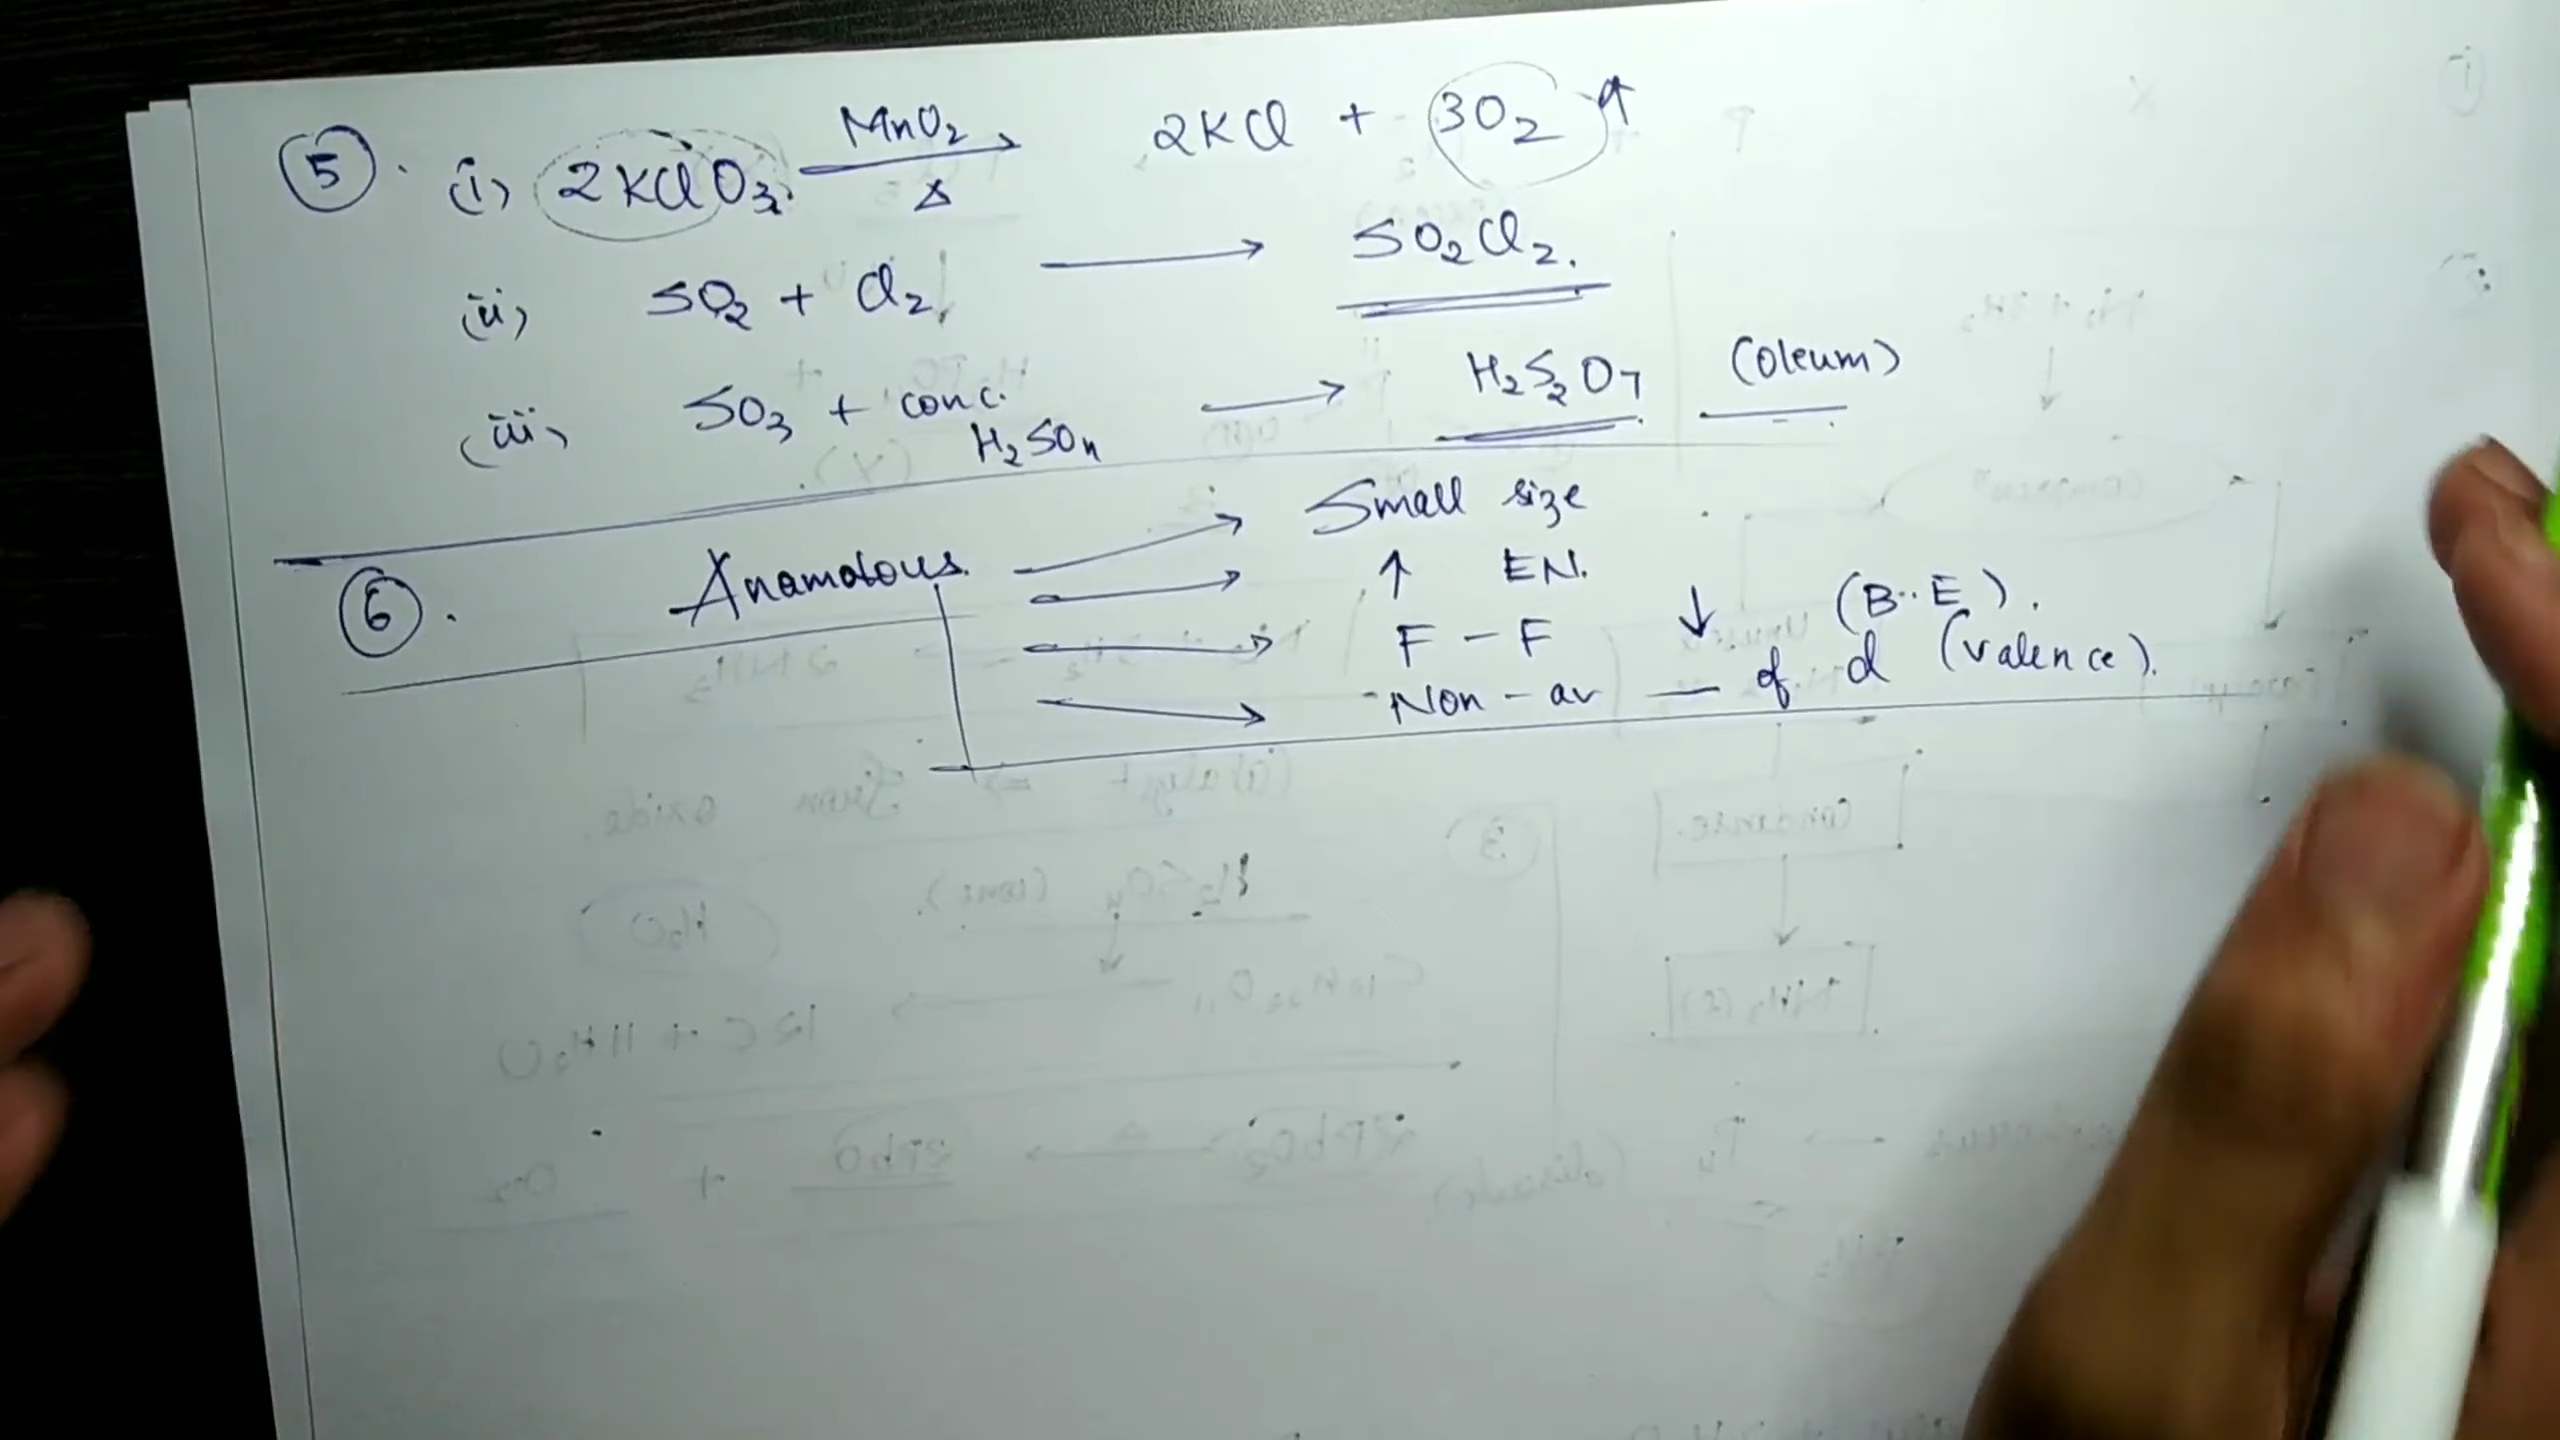 5. (i) 2KClO3 MnO2 Δ 2KCl + 3O2 ↑
(ii) SO2 + Cl2 → SO2Cl2.
(iii) SO3 + conc. H2SO4 → H2S2O7 (Oleum)
6. Anamolous. → Small size
→ ↑ EN.
→ F - F ↓ (B.E).
→ Non - av — of d (valence).